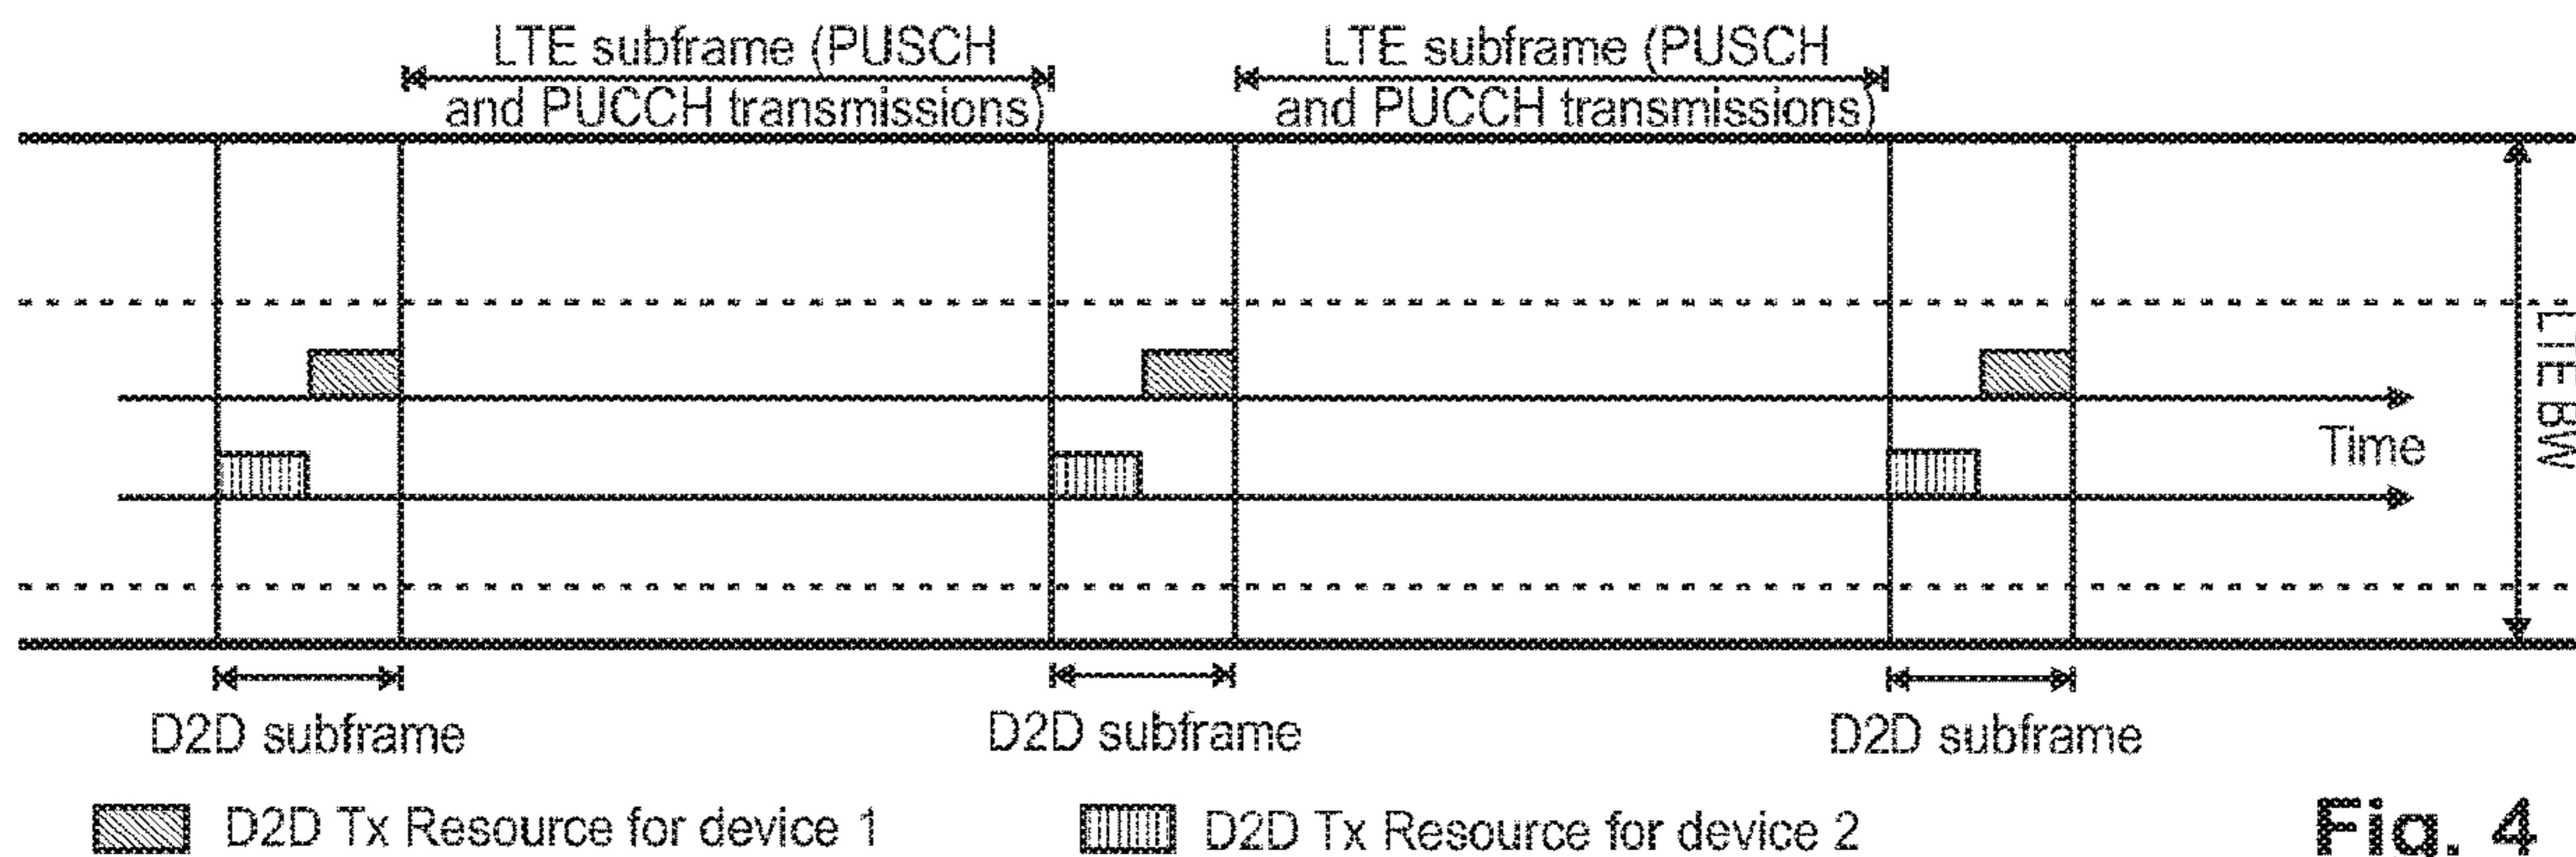 LTE subframe (PUSCH
and PUCCH transmissions)
LTE subframe (PUSCH
and PUCCH transmissions)
Time
LTE BW
D2D subframe
D2D subframe
D2D subframe
D2D Tx Resource for device 1
D2D Tx Resource for device 2
Fig. 4